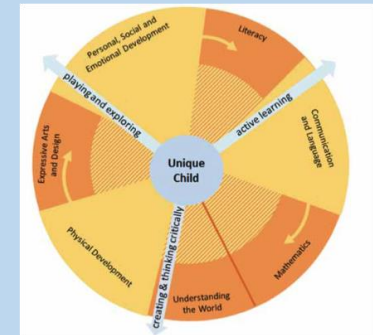 Personal, Social and
Emotional Development
Literacy
playing and exploring
active learning
Communication
and Language
Expressive Arts
and Design
Unique
Child
Physical Development
creating & thinking critically
Mathematics
Understanding
the World